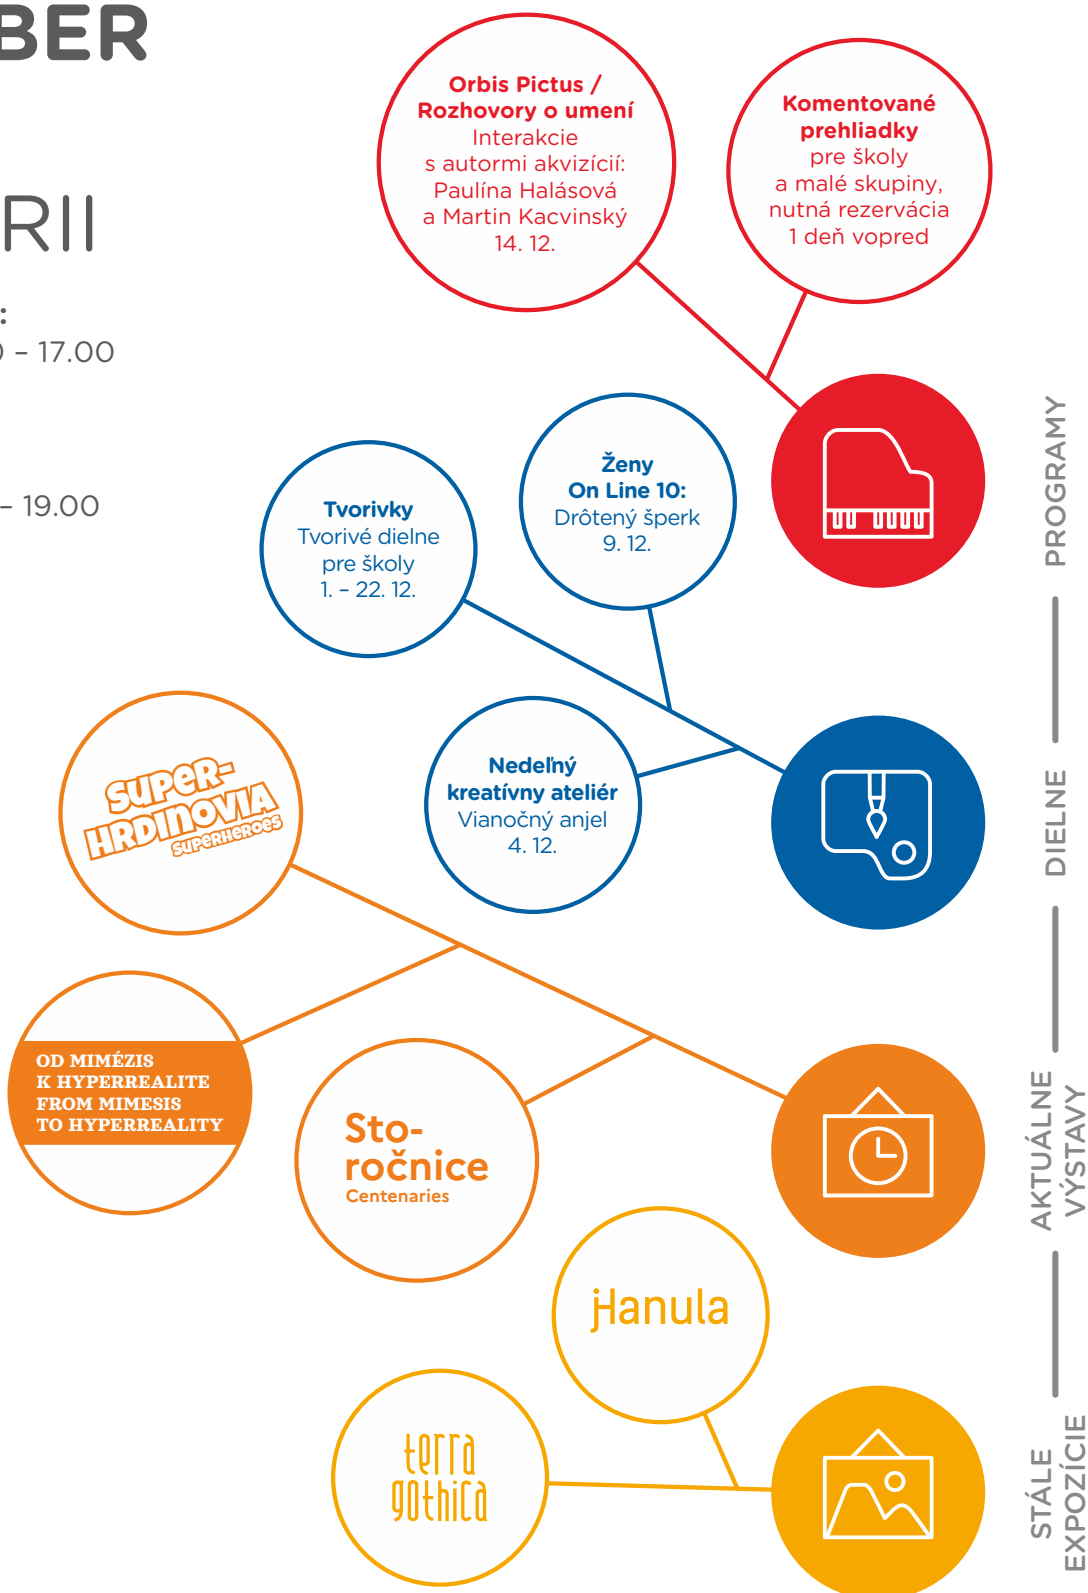 BER
RII
:
– 17.00
– 19.00
Orbis Pictus /
Rozhovory o umení
Interakcie
s autormi akvizícií:
Paulína Halásová
a Martin Kacvinský
14. 12.
Komentované
prehliadky
pre školy
a malé skupiny,
nutná rezervácia
1 deň vopred
PROGRAMY
Ženy
On Line 10:
Drôtený šperk
9. 12.
Tvorivky
Tvorivé dielne
pre školy
1. – 22. 12.
Nedeľný
kreatívny ateliér
Vianočný anjel
4. 12.
DIELNE
SUPER-
HRDINOVIA
SUPERHEROES
OD MIMÉZIS
K HYPERREALITE
FROM MIMESIS
TO HYPERREALITY
Sto-
ročnice
Centenaries
AKTUÁLNE
VÝSTAVY
jHanula
terra
gothica
STÁLE
EXPOZÍCIE